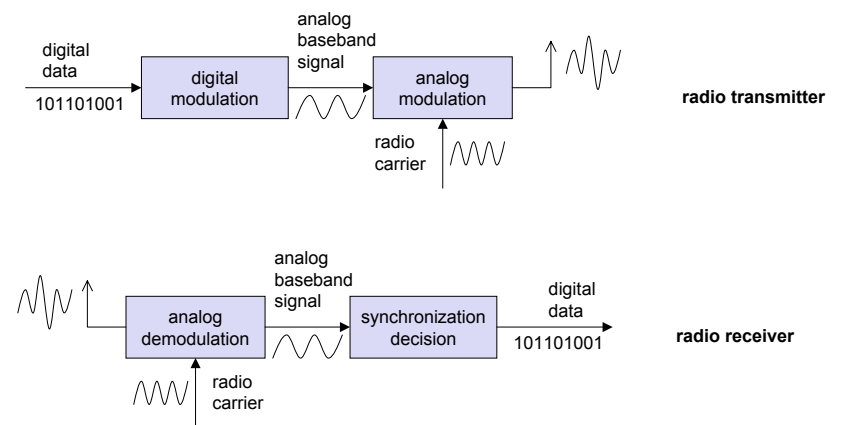 analog
baseband
signal
digital
data
101101001
digital
modulation
analog
modulation
radio
carrier
radio transmitter
analog
baseband
signal
analog
demodulation
synchronization
decision
digital
data
101101001
radio receiver
radio
carrier